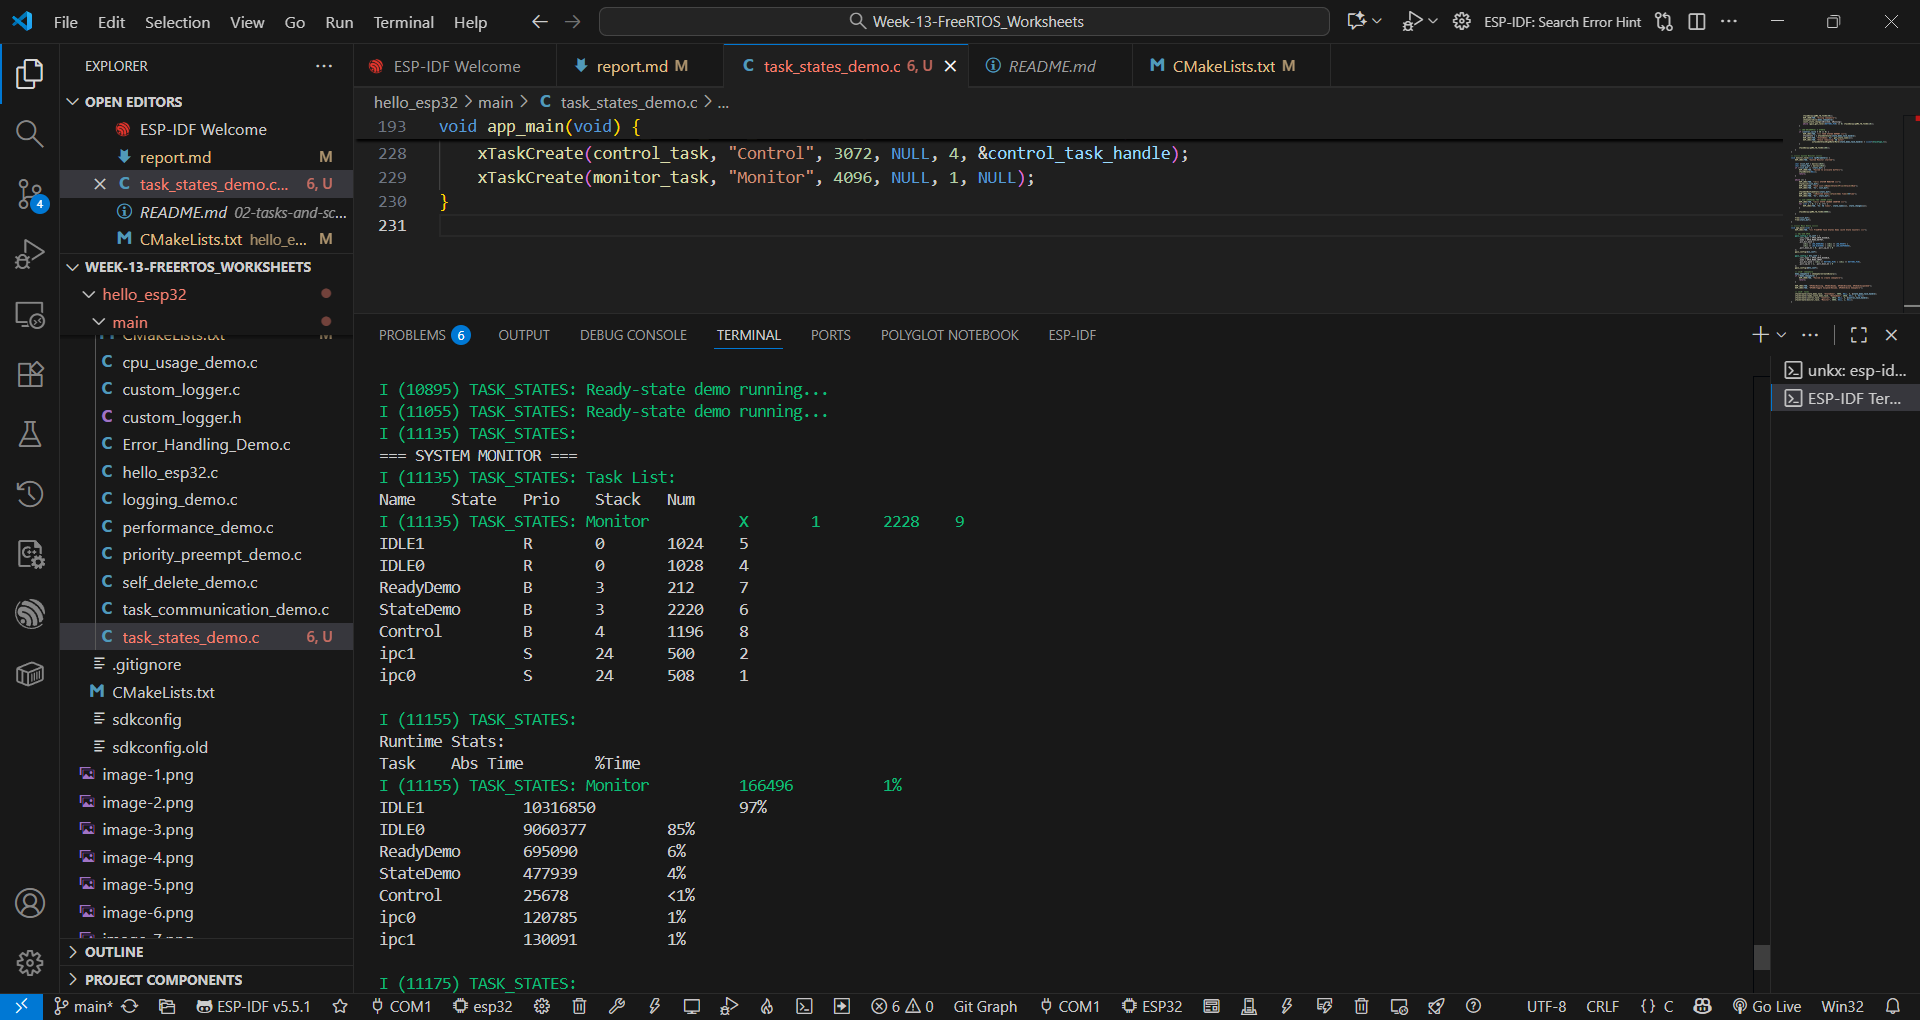 File Edit Selection View Go Run Terminal Help
Week-13-FreeRTOS_Worksheets
ESP-IDF: Search Error Hint
EXPLORER
OPEN EDITORS
ESP-IDF Welcome
report.md M
task_states_demo.c... 6, U
README.md 02-tasks-and-sc...
CMakeLists.txt hello_e... M
WEEK-13-FREERTOS_WORKSHEETS
hello_esp32
main
CMakeLists.txt M
cpu_usage_demo.c
custom_logger.c
custom_logger.h
Error_Handling_Demo.c
hello_esp32.c
logging_demo.c
performance_demo.c
priority_preempt_demo.c
self_delete_demo.c
task_communication_demo.c
task_states_demo.c 6, U
.gitignore
CMakeLists.txt
sdkconfig
sdkconfig.old
image-1.png
image-2.png
image-3.png
image-4.png
image-5.png
image-6.png
image-7.png
OUTLINE
PROJECT COMPONENTS
4
ESP-IDF Welcome
report.md M
task_states_demo.c 6, U
README.md
CMakeLists.txt M
hello_esp32 > main > C task_states_demo.c > ...
193 void app_main(void) {
228 xTaskCreate(control_task, "Control", 3072, NULL, 4, &control_task_handle);
229 xTaskCreate(monitor_task, "Monitor", 4096, NULL, 1, NULL);
230 }
231
PROBLEMS 6 OUTPUT DEBUG CONSOLE TERMINAL PORTS POLYGLOT NOTEBOOK ESP-IDF
unkx: esp-id...
ESP-IDF Ter...
I (10895) TASK_STATES: Ready-state demo running...
I (11055) TASK_STATES: Ready-state demo running...
I (11135) TASK_STATES:
=== SYSTEM MONITOR ===
I (11135) TASK_STATES: Task List:
Name State Prio Stack Num
I (11135) TASK_STATES: Monitor X 1 2228 9
IDLE1 R 0 1024 5
IDLE0 R 0 1028 4
ReadyDemo B 3 212 7
StateDemo B 3 2220 6
Control B 4 1196 8
ipc1 S 24 500 2
ipc0 S 24 508 1
I (11155) TASK_STATES:
Runtime Stats:
Task Abs Time %Time
I (11155) TASK_STATES: Monitor 166496 1%
IDLE1 10316850 97%
IDLE0 9060377 85%
ReadyDemo 695090 6%
StateDemo 477939 4%
Control 25678 <1%
ipc0 120785 1%
ipc1 130091 1%
I (11175) TASK_STATES:
main* ESP-IDF v5.5.1 COM1 esp32 6 0 Git Graph COM1 ESP32 UTF-8 CRLF {} C Go Live Win32